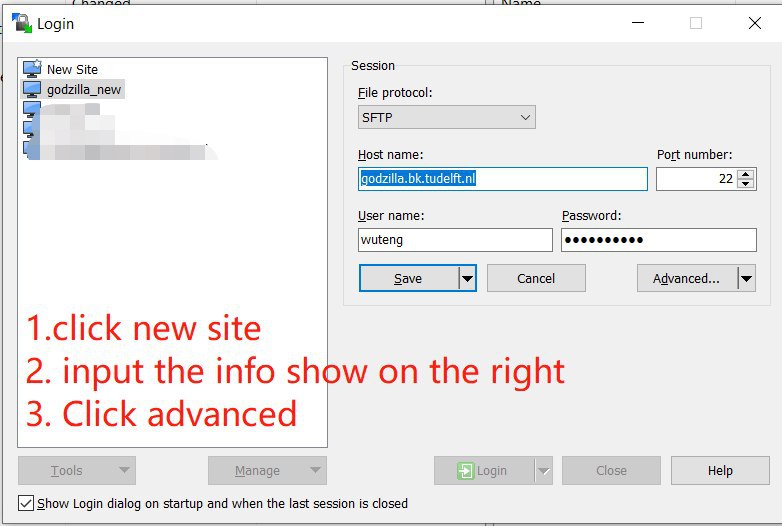 Changed
Name
Login
New Site
godzilla_new
Session
File protocol:
SFTP
Host name:
Port number:
godzilla.bk.tudelft.nl
22
User name:
Password:
wuteng
●●●●●●●●●●
Save
Cancel
Advanced...
1.click new site
2. input the info show on the right
3. Click advanced
Tools
Manage
Login
Close
Help
Show Login dialog on startup and when the last session is closed